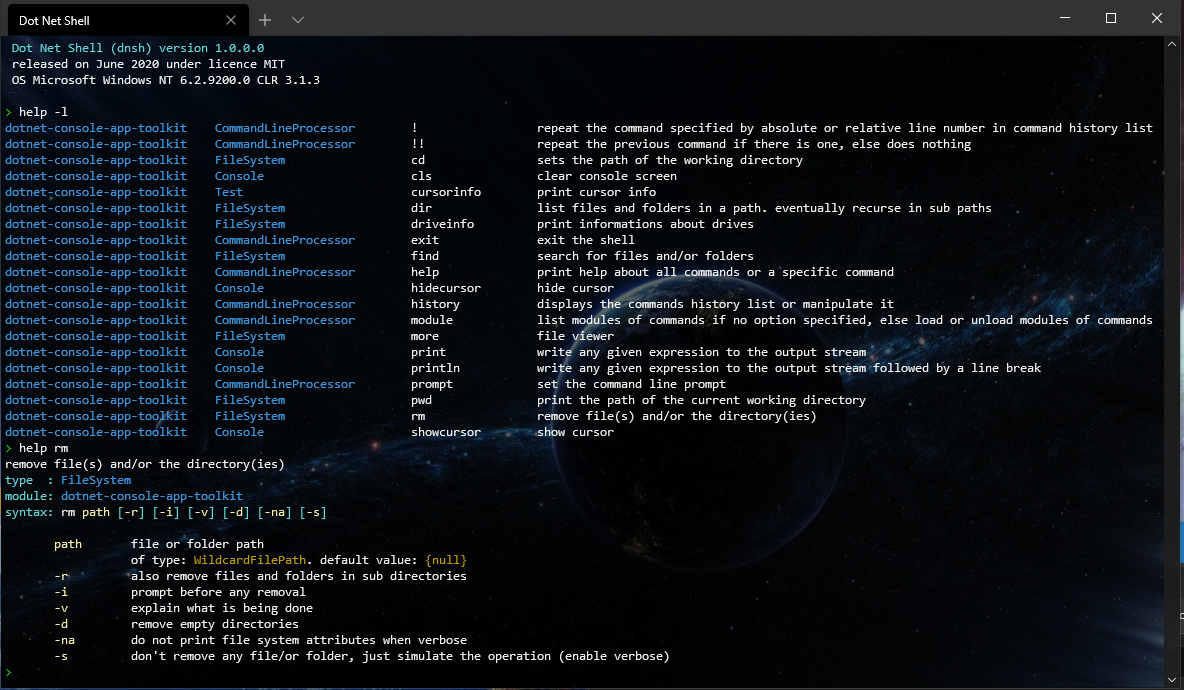 Dot Net Shell
Dot Net Shell (dnsh) version 1.0.0.0
released on June 2020 under licence MIT
OS Microsoft Windows NT 6.2.9200.0 CLR 3.1.3
> help -l
dotnet-console-app-toolkit CommandLineProcessor ! repeat the command specified by absolute or relative line number in command history list
dotnet-console-app-toolkit CommandLineProcessor !! repeat the previous command if there is one, else does nothing
dotnet-console-app-toolkit FileSystem cd sets the path of the working directory
dotnet-console-app-toolkit Console cls clear console screen
dotnet-console-app-toolkit Test cursorinfo print cursor info
dotnet-console-app-toolkit FileSystem dir list files and folders in a path. eventually recurse in sub paths
dotnet-console-app-toolkit FileSystem driveinfo print informations about drives
dotnet-console-app-toolkit CommandLineProcessor exit exit the shell
dotnet-console-app-toolkit FileSystem find search for files and/or folders
dotnet-console-app-toolkit CommandLineProcessor help print help about all commands or a specific command
dotnet-console-app-toolkit Console hidecursor hide cursor
dotnet-console-app-toolkit CommandLineProcessor history displays the commands history list or manipulate it
dotnet-console-app-toolkit CommandLineProcessor module list modules of commands if no option specified, else load or unload modules of commands
dotnet-console-app-toolkit FileSystem more file viewer
dotnet-console-app-toolkit Console print write any given expression to the output stream
dotnet-console-app-toolkit Console println write any given expression to the output stream followed by a line break
dotnet-console-app-toolkit CommandLineProcessor prompt set the command line prompt
dotnet-console-app-toolkit FileSystem pwd print the path of the current working directory
dotnet-console-app-toolkit FileSystem rm remove file(s) and/or the directory(ies)
dotnet-console-app-toolkit Console showcursor show cursor
> help rm
remove file(s) and/or the directory(ies)
type : FileSystem
module: dotnet-console-app-toolkit
syntax: rm path [-r] [-i] [-v] [-d] [-na] [-s]
path file or folder path
of type: WildcardFilePath. default value: {null}
-r also remove files and folders in sub directories
-i prompt before any removal
-v explain what is being done
-d remove empty directories
-na do not print file system attributes when verbose
-s don't remove any file/or folder, just simulate the operation (enable verbose)
>